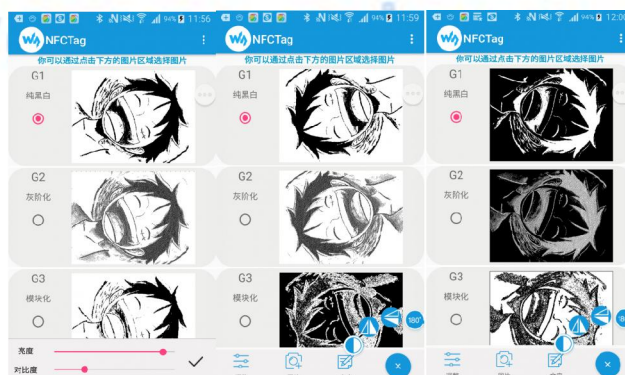 94% 11:56
NFCTag
你可以通过点击下方的图片区域选择图片
G1
纯黑白
G2
灰阶化
G3
模块化
亮度
对比度
94% 11:59
NFCTag
你可以通过点击下方的图片区域选择图片
G1
纯黑白
G2
灰阶化
G3
模块化
180°
x
94% 12:00
NFCTag
你可以通过点击下方的图片区域选择图片
G1
纯黑白
G2
灰阶化
G3
模块化
x